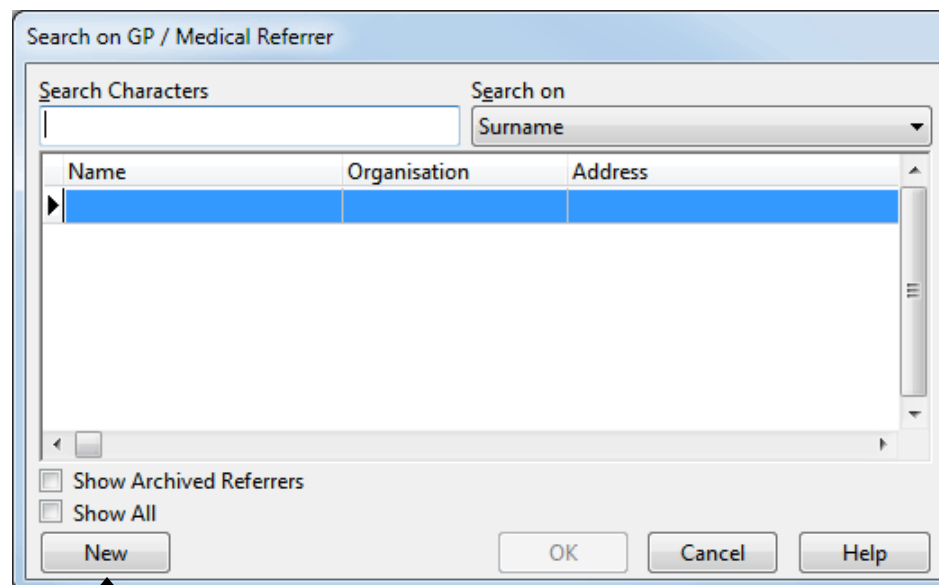 Search on GP / Medical Referrer
Search Characters Search on
Surname
Name Organisation Address
Show Archived Referrers
Show All
New OK Cancel Help